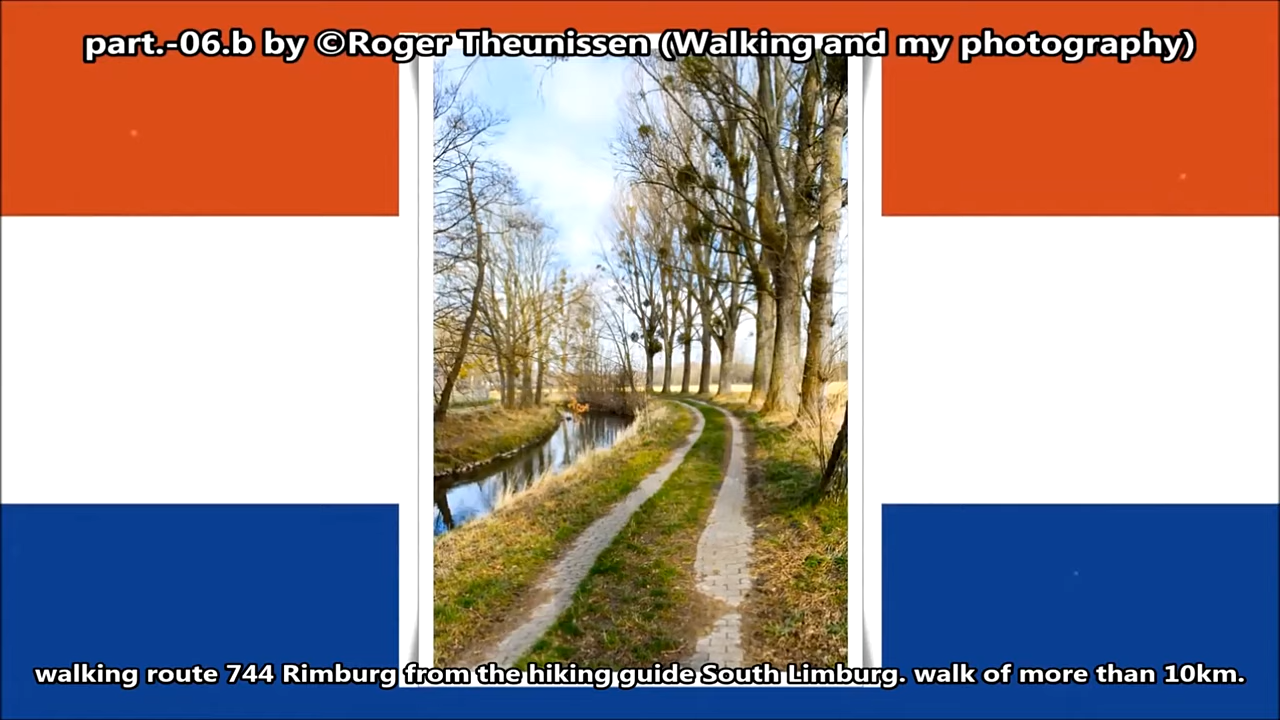 part.-06.b by ©Roger Theunissen (Walking and my photography)
walking route 744 Rimburg from the hiking guide South Limburg. walk of more than 10km.